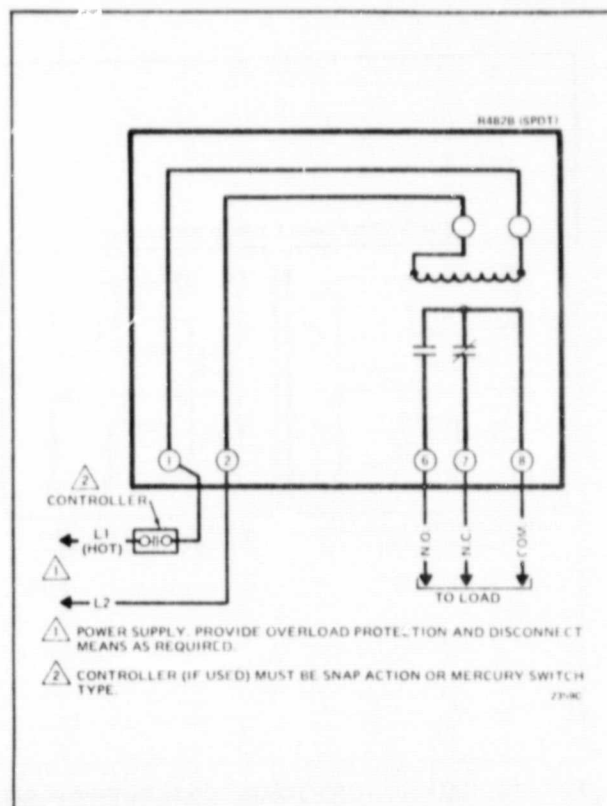 R482B (SPDT)
1
2
6
7
8
2
CONTROLLER
L1
(HOT)
1
L2
N.O.
N.C.
COM.
TO LOAD
1 POWER SUPPLY. PROVIDE OVERLOAD PROTECTION AND DISCONNECT
MEANS AS REQUIRED.
2 CONTROLLER (IF USED) MUST BE SNAP ACTION OR MERCURY SWITCH
TYPE.